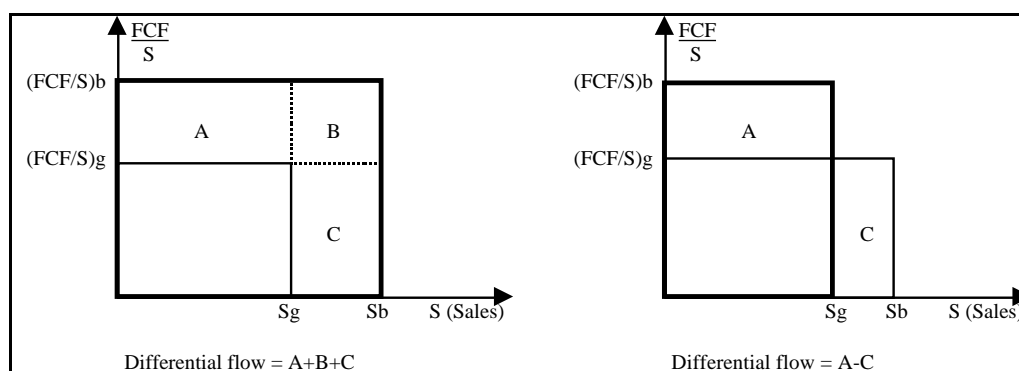 FCF
S
(FCF/S)b
A
B
(FCF/S)g
C
Sg
Sb
S (Sales)
Differential flow = A+B+C
FCF
S
(FCF/S)b
A
(FCF/S)g
C
Sg
Sb
S (Sales)
Differential flow = A-C